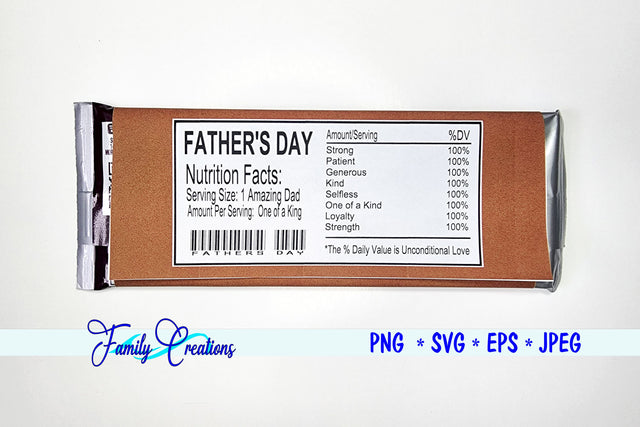 FATHER'S DAY
Nutrition Facts:
Serving Size: 1 Amazing Dad
Amount Per Serving: One of a King
FATHERS DAY
Amount/Serving %DV
Strong 100%
Patient 100%
Generous 100%
Kind 100%
Selfless 100%
One of a Kind 100%
Loyalty 100%
Strength 100%
*The % Daily Value is Unconditional Love
Family Creations
PNG * SVG * EPS * JPEG